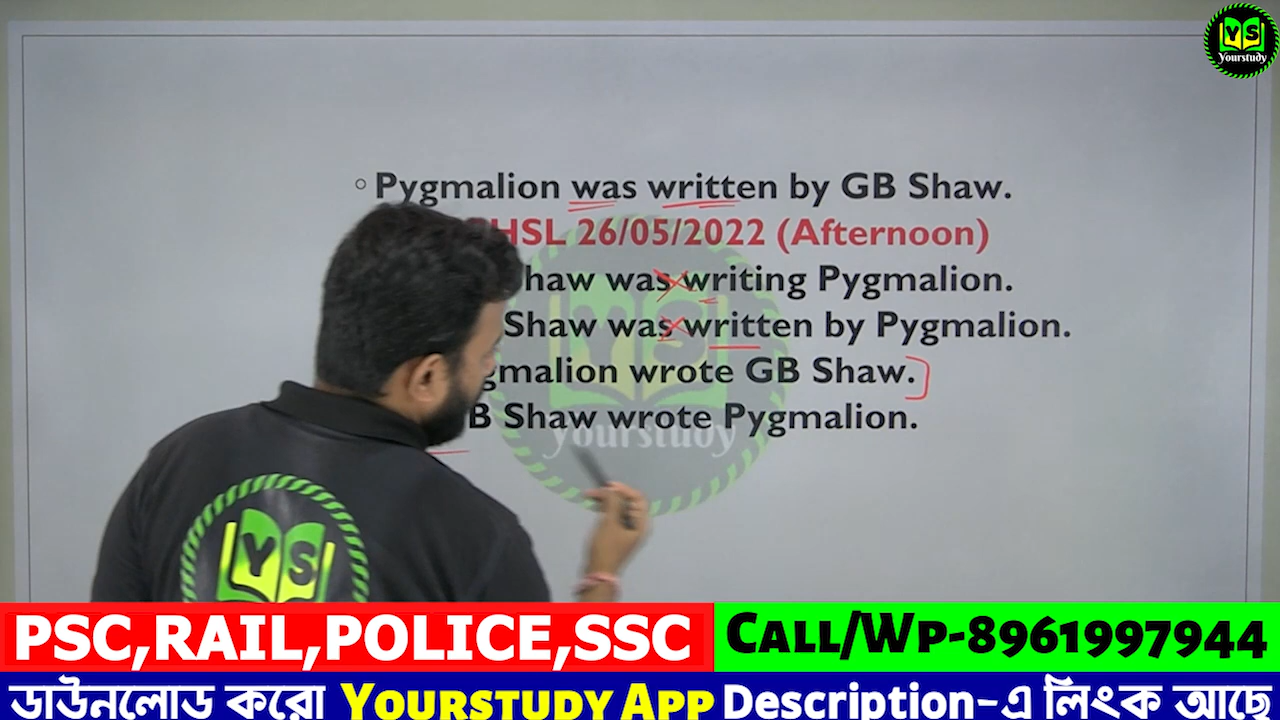 YS
Yourstudy
Pygmalion was written by GB Shaw.
HSL 26/05/2022 (Afternoon)
haw was writing Pygmalion.
Shaw was written by Pygmalion.
gmalion wrote GB Shaw.
B Shaw wrote Pygmalion.
YS
yourstudy
YS
PSC,RAIL,POLICE,SSC
CALL/WP-8961997944
ডাউনলোড করো YOURSTUDY APP Description-এ লিংক আছে